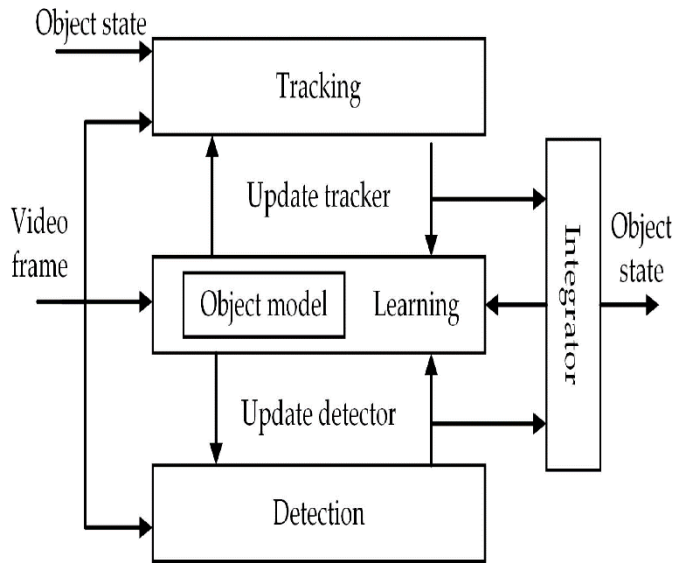 Object state
Tracking
Update tracker
Video
frame
Object model
Learning
Integrator
Object
state
Update detector
Detection